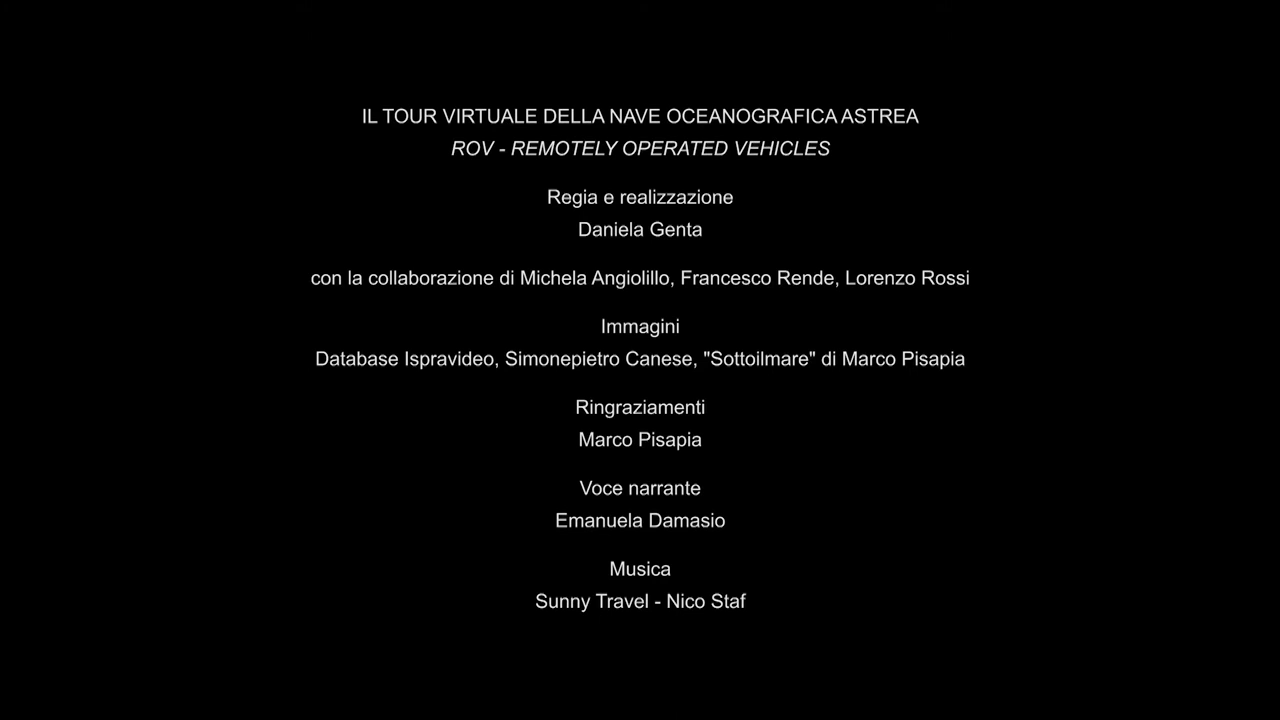 IL TOUR VIRTUALE DELLA NAVE OCEANOGRAFICA ASTREA
ROV - REMOTELY OPERATED VEHICLES
Regia e realizzazione
Daniela Genta
con la collaborazione di Michela Angiolillo, Francesco Rende, Lorenzo Rossi
Immagini
Database Ispravideo, Simonepietro Canese, "Sottoilmare" di Marco Pisapia
Ringraziamenti
Marco Pisapia
Voce narrante
Emanuela Damasio
Musica
Sunny Travel - Nico Staf